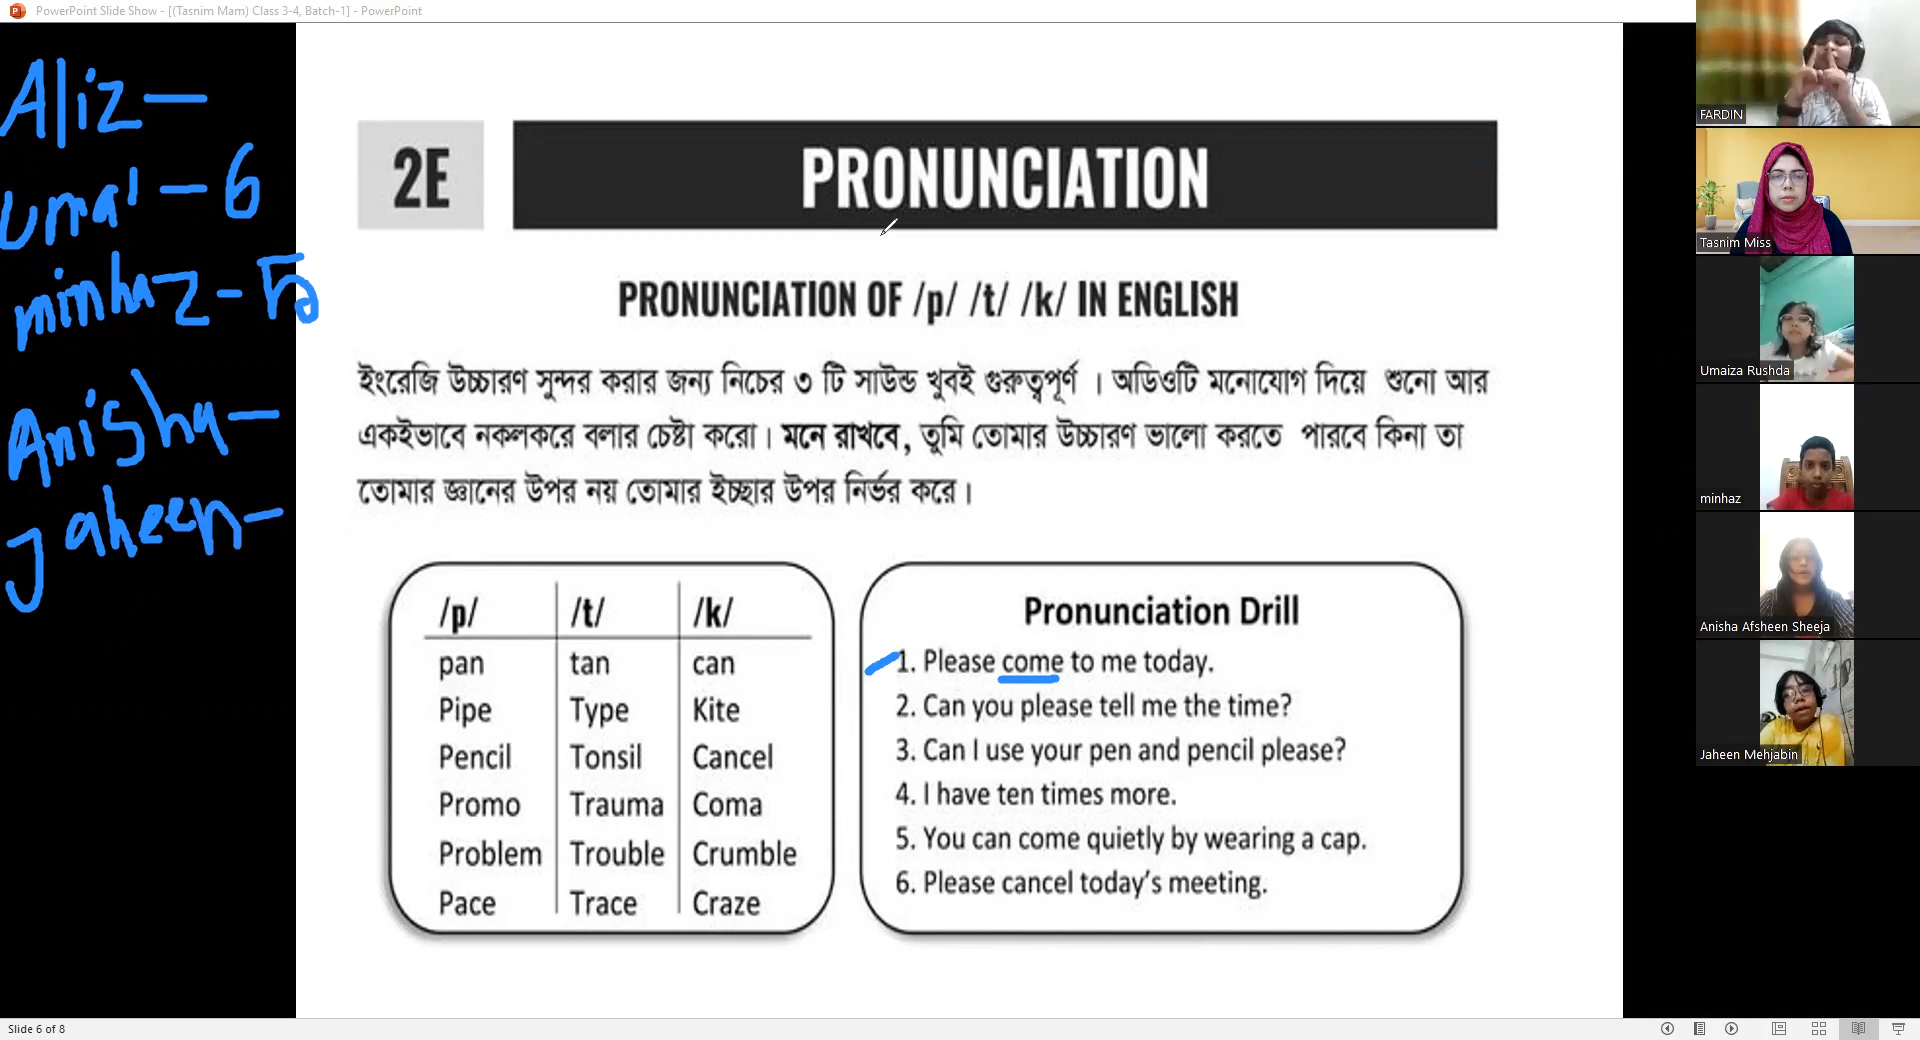 PowerPoint Slide Show - [(Tasnim Mam) Class 3-4, Batch-1] - PowerPoint
Aliz —
umai — 6
minhaz - 5
Anisha —
Jaheen —
2E
PRONUNCIATION
PRONUNCIATION OF /p/ /t/ /k/ IN ENGLISH
ইংরেজি উচ্চারণ সুন্দর করার জন্য নিচের ৩ টি সাউন্ড খুবই গুরুত্বপূর্ণ । অডিওটি মনোযোগ দিয়ে শুনো আর
একইভাবে নকলকরে বলার চেষ্টা করো। মনে রাখবে, তুমি তোমার উচ্চারণ ভালো করতে পারবে কিনা তা
তোমার জ্ঞানের উপর নয় তোমার ইচ্ছার উপর নির্ভর করে।
/p/ /t/ /k/
pan tan can
Pipe Type Kite
Pencil Tonsil Cancel
Promo Trauma Coma
Problem Trouble Crumble
Pace Trace Craze
Pronunciation Drill
1. Please come to me today.
2. Can you please tell me the time?
3. Can I use your pen and pencil please?
4. I have ten times more.
5. You can come quietly by wearing a cap.
6. Please cancel today's meeting.
FARDIN
Tasnim Miss
Umaiza Rushda
minhaz
Anisha Afsheen Sheeja
Jaheen Mehjabin
Slide 6 of 8